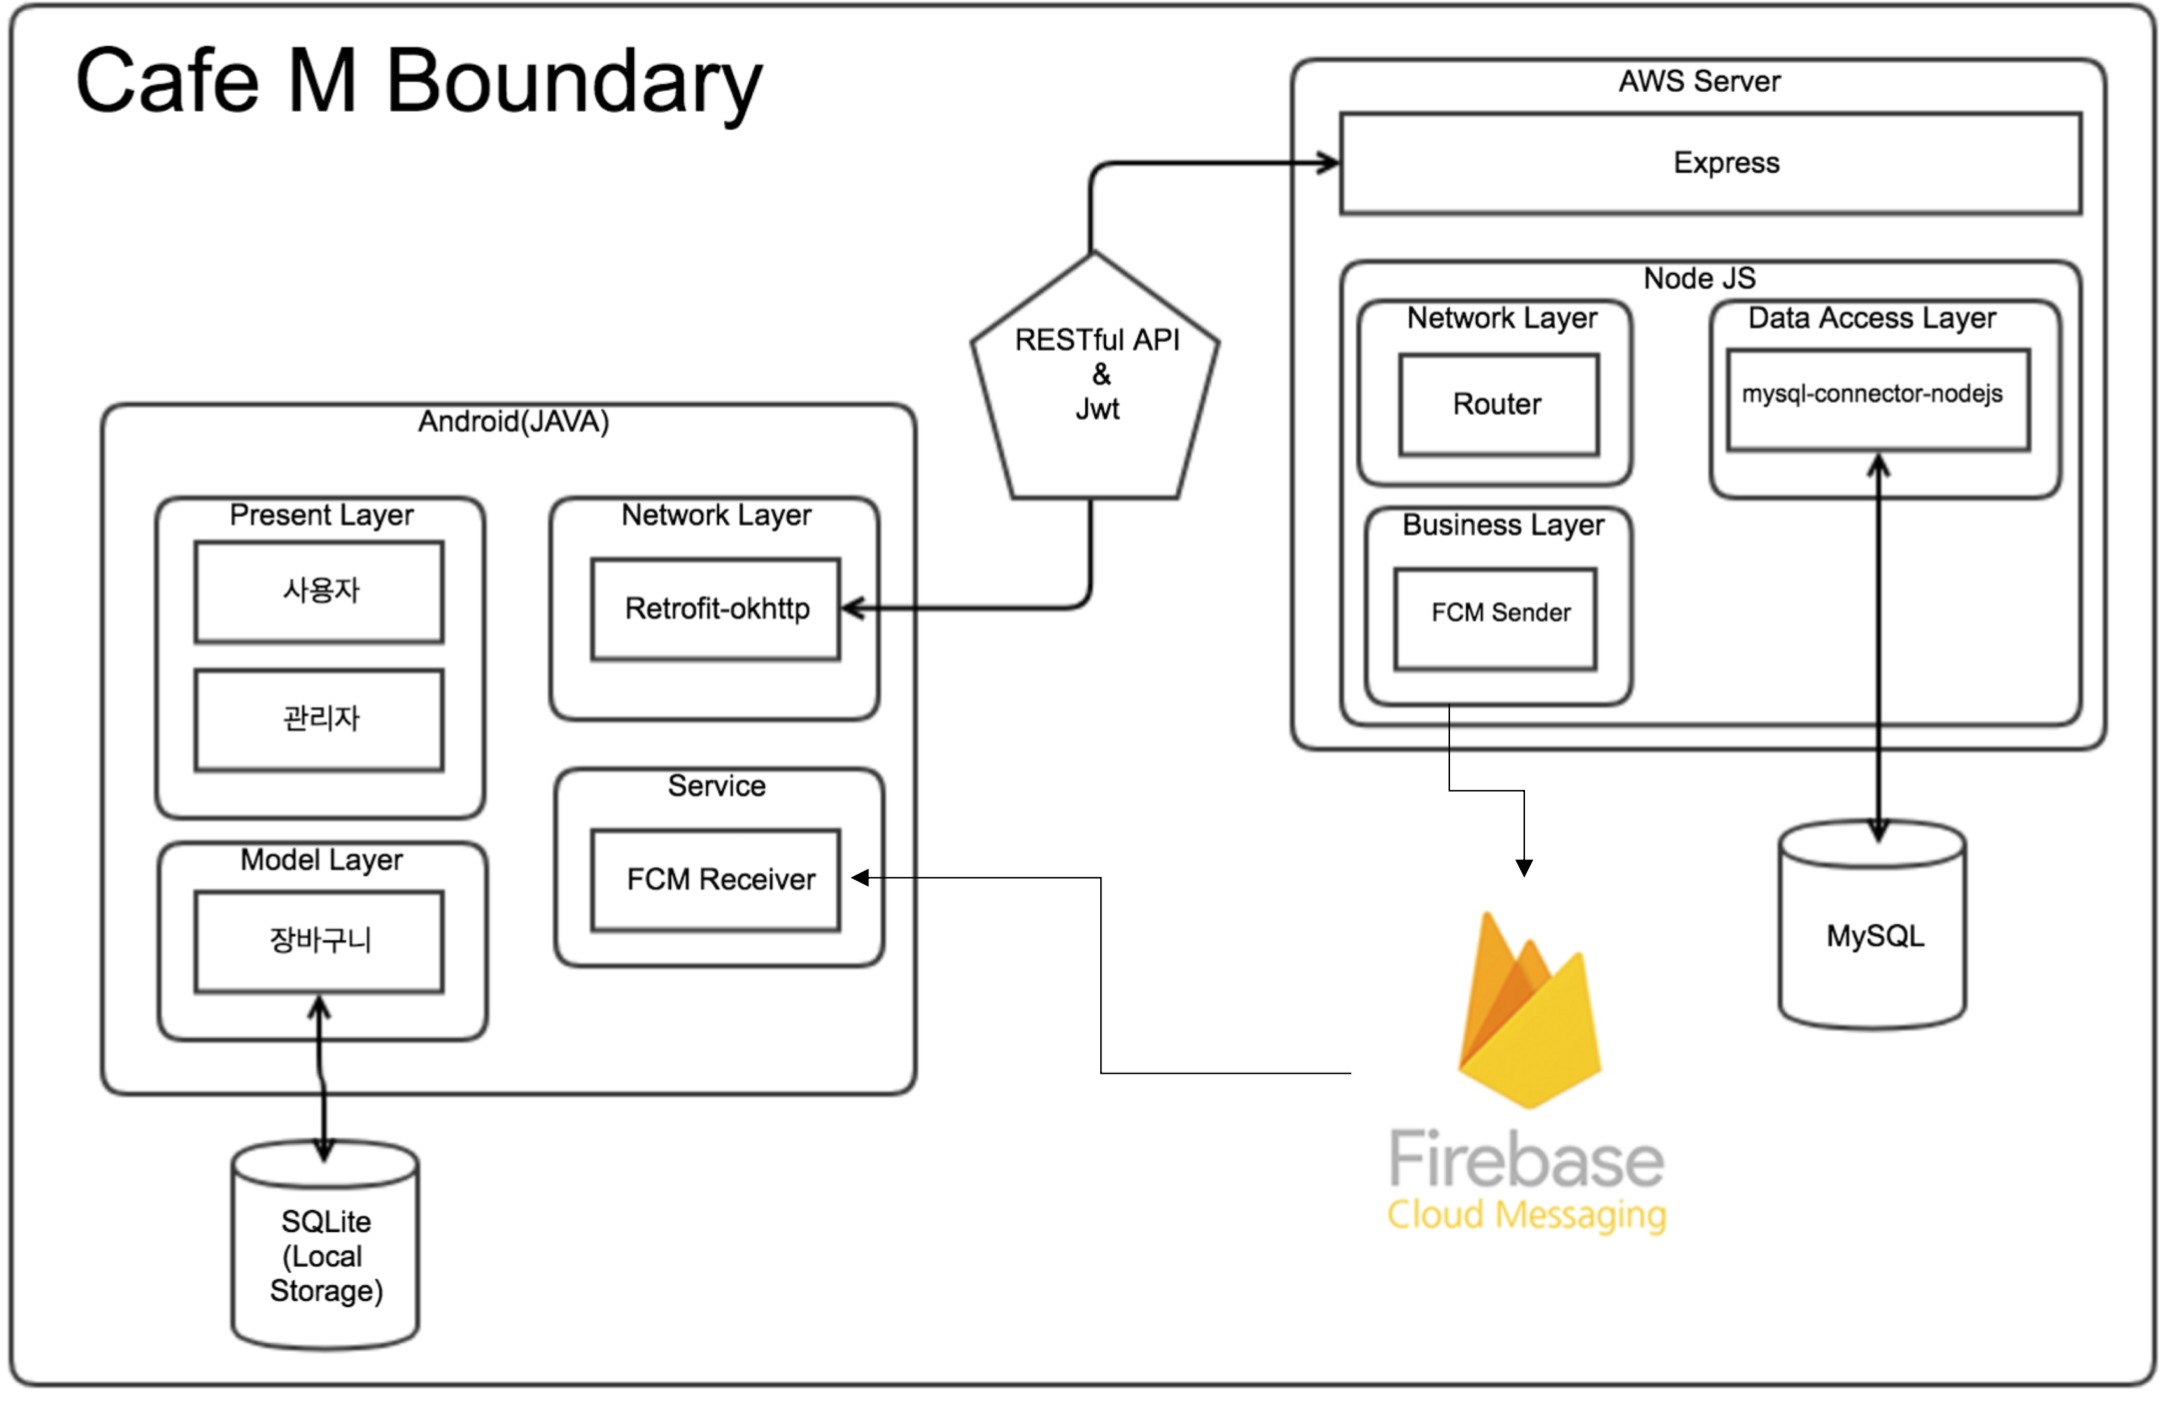 Cafe M Boundary
AWS Server
Express
Node JS
Network Layer
Router
Data Access Layer
mysql-connector-nodejs
Business Layer
FCM Sender
RESTful API
&
Jwt
Android(JAVA)
Present Layer
사용자
관리자
Network Layer
Retrofit-okhttp
Service
FCM Receiver
Model Layer
장바구니
SQLite
(Local
Storage)
MySQL
Firebase
Cloud Messaging